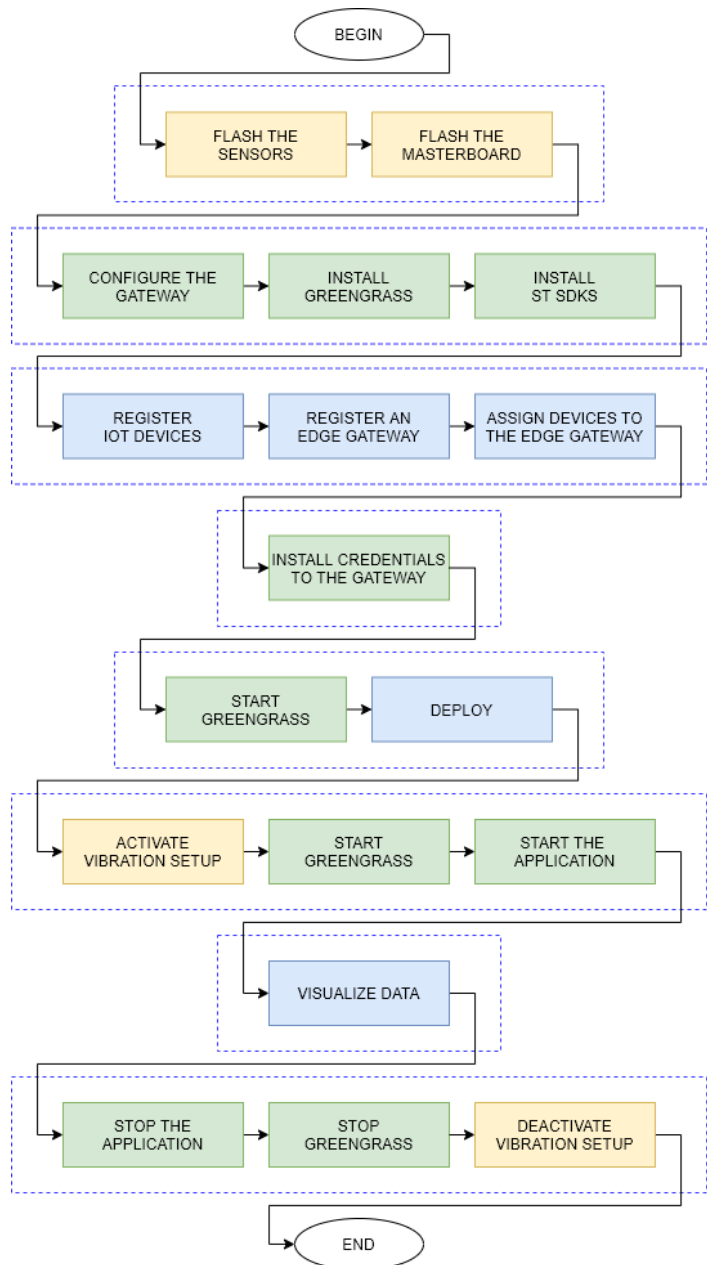 BEGIN
FLASH THE
SENSORS
FLASH THE
MASTERBOARD
CONFIGURE THE
GATEWAY
INSTALL
GREENGRASS
INSTALL
ST SDKS
REGISTER
IOT DEVICES
REGISTER AN
EDGE GATEWAY
ASSIGN DEVICES TO
THE EDGE GATEWAY
INSTALL CREDENTIALS
TO THE GATEWAY
START
GREENGRASS
DEPLOY
ACTIVATE
VIBRATION SETUP
START
GREENGRASS
START THE
APPLICATION
VISUALIZE DATA
STOP THE
APPLICATION
STOP
GREENGRASS
DEACTIVATE
VIBRATION SETUP
END